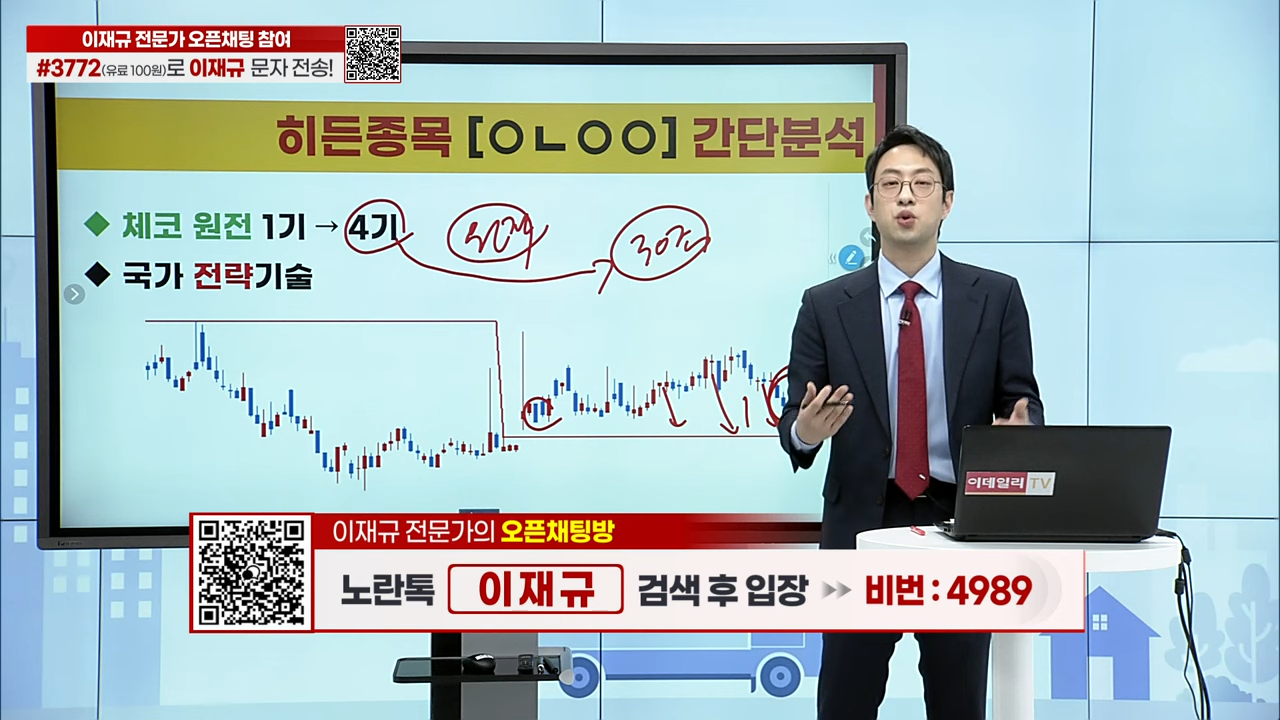 이재규 전문가 오픈채팅 참여
#3772(유료 100원)로 이재규 문자 전송!
히든종목 [ㅇㄴㅇㅇ] 간단분석
◆ 체코 원전 1기 → 4기
30조
◆ 국가 전략기술
이데일리 TV
이재규 전문가의 오픈채팅방
노란톡 이재규 검색 후 입장 비번 : 4989